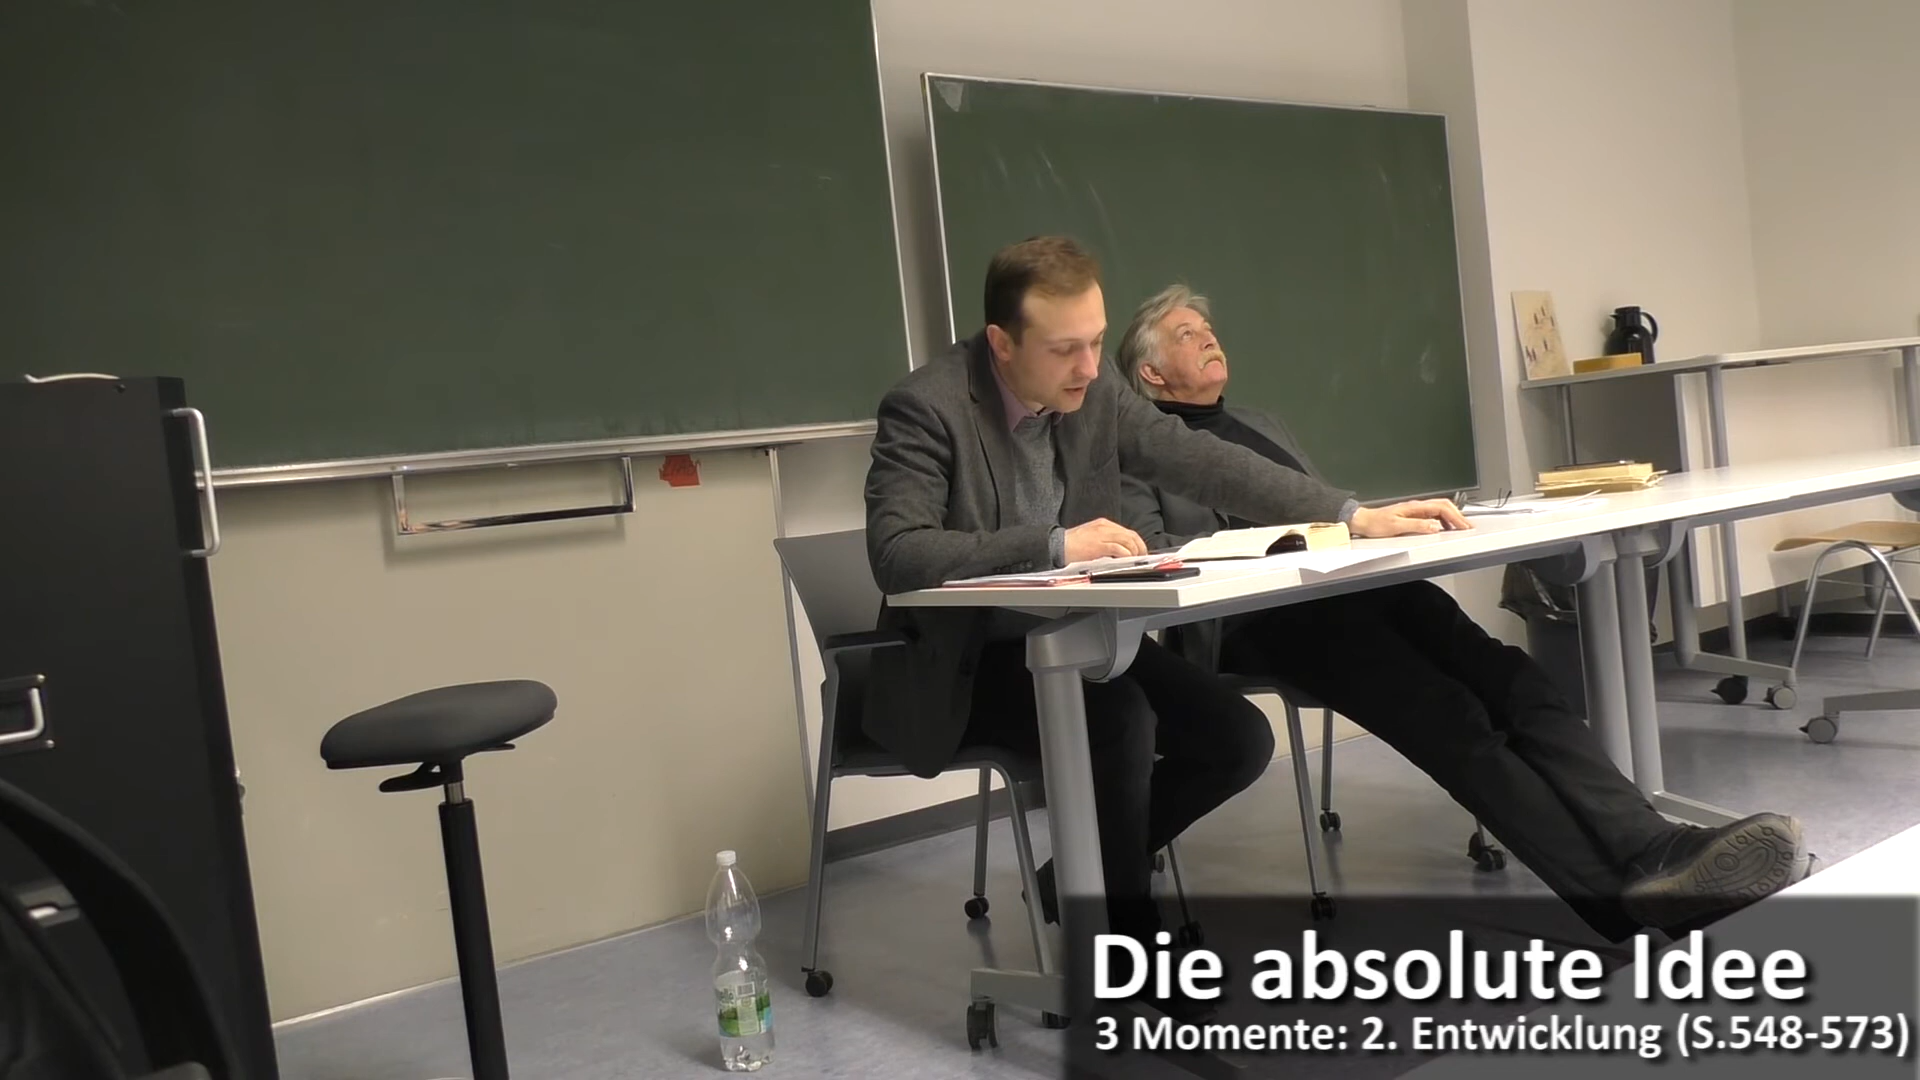 Die absolute Idee
3 Momente: 2. Entwicklung (S.548-573)